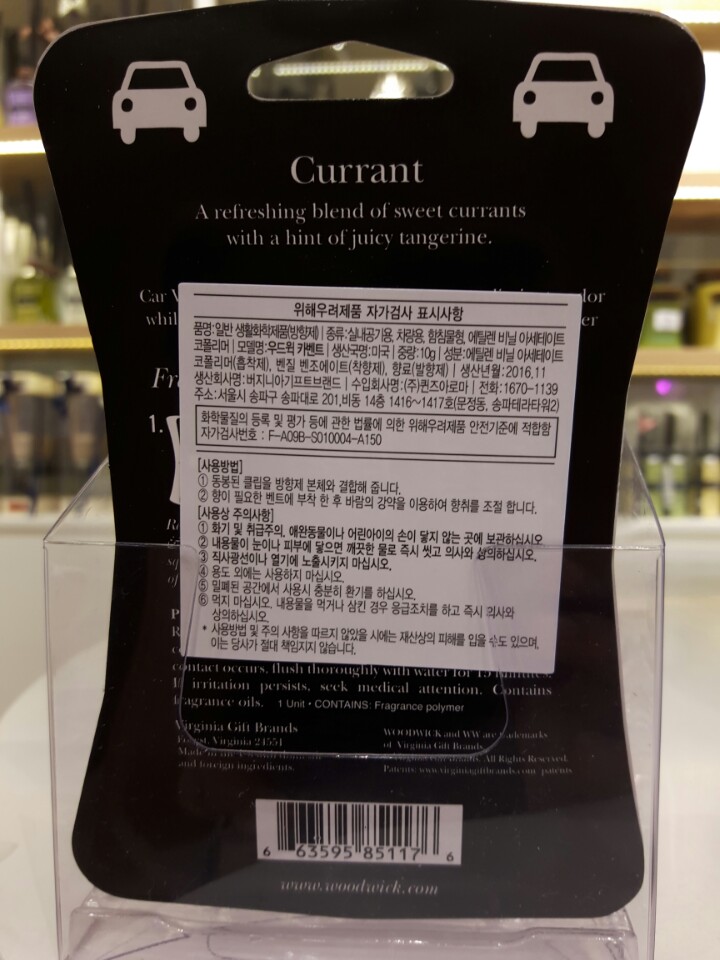 Currant
A refreshing blend of sweet currants
with a hint of juicy tangerine.
Car
위해우려제품 자가검사 표시사항
품명:일반 생활화학제품(방향제) | 종류:실내공기용, 차량용, 함침물형, 에틸렌 비닐 아세테이트
코폴리머 | 모델명:우드윅 카벤트 | 생산국명:미국 | 중량:10g | 성분:에틸렌 비닐 아세테이트
코폴리머(흡착제), 벤질 벤조에이트(착향제), 향료(발향제) | 생산년월:2016.11
생산회사명:버지니아기프트브랜드 | 수입회사명:(주)퀸즈아로마 | 전화:1670-1139
주소:서울시 송파구 송파대로 201,비동 14층 1416~1417호(문정동, 송파테라타워2)
화학물질의 등록 및 평가 등에 관한 법률에 의한 위해우려제품 안전기준에 적합함
자가검사번호 : F-A09B-S010004-A150
[사용방법]
① 동봉된 클립을 방향제 본체와 결합해 줍니다.
② 향이 필요한 벤트에 부착 한 후 바람의 강약을 이용하여 향취를 조절 합니다.
[사용상 주의사항]
① 화기 및 취급주의, 애완동물이나 어린아이의 손이 닿지 않는 곳에 보관하십시오
② 내용물이 눈이나 피부에 닿으면 깨끗한 물로 즉시 씻고 의사와 상의하십시오.
③ 직사광선이나 열기에 노출시키지 마십시오.
④ 용도 외에는 사용하지 마십시오.
⑤ 밀폐된 공간에서 사용시 충분히 환기를 하십시오.
⑥ 먹지 마십시오. 내용물을 먹거나 삼킨 경우 응급조치를 하고 즉시 의사와
상의하십시오.
* 사용방법 및 주의 사항을 따르지 않았을 시에는 재산상의 피해를 입을 수도 있으며,
이는 당사가 절대 책임지지 않습니다.
1.
contact occurs, flush thoroughly with water for 15 minutes.
If irritation persists, seek medical attention. Contains
fragrance oils. 1 Unit • CONTAINS: Fragrance polymer
Virginia Gift Brands
Forest, Virginia 24551
and foreign ingredients.
WOODWICK and WW are trademarks
of Virginia Gift Brands
All Rights Reserved.
Patents: www.virginiagiftbrands.com/patents
6 63595 85117 6
www.woodwick.com